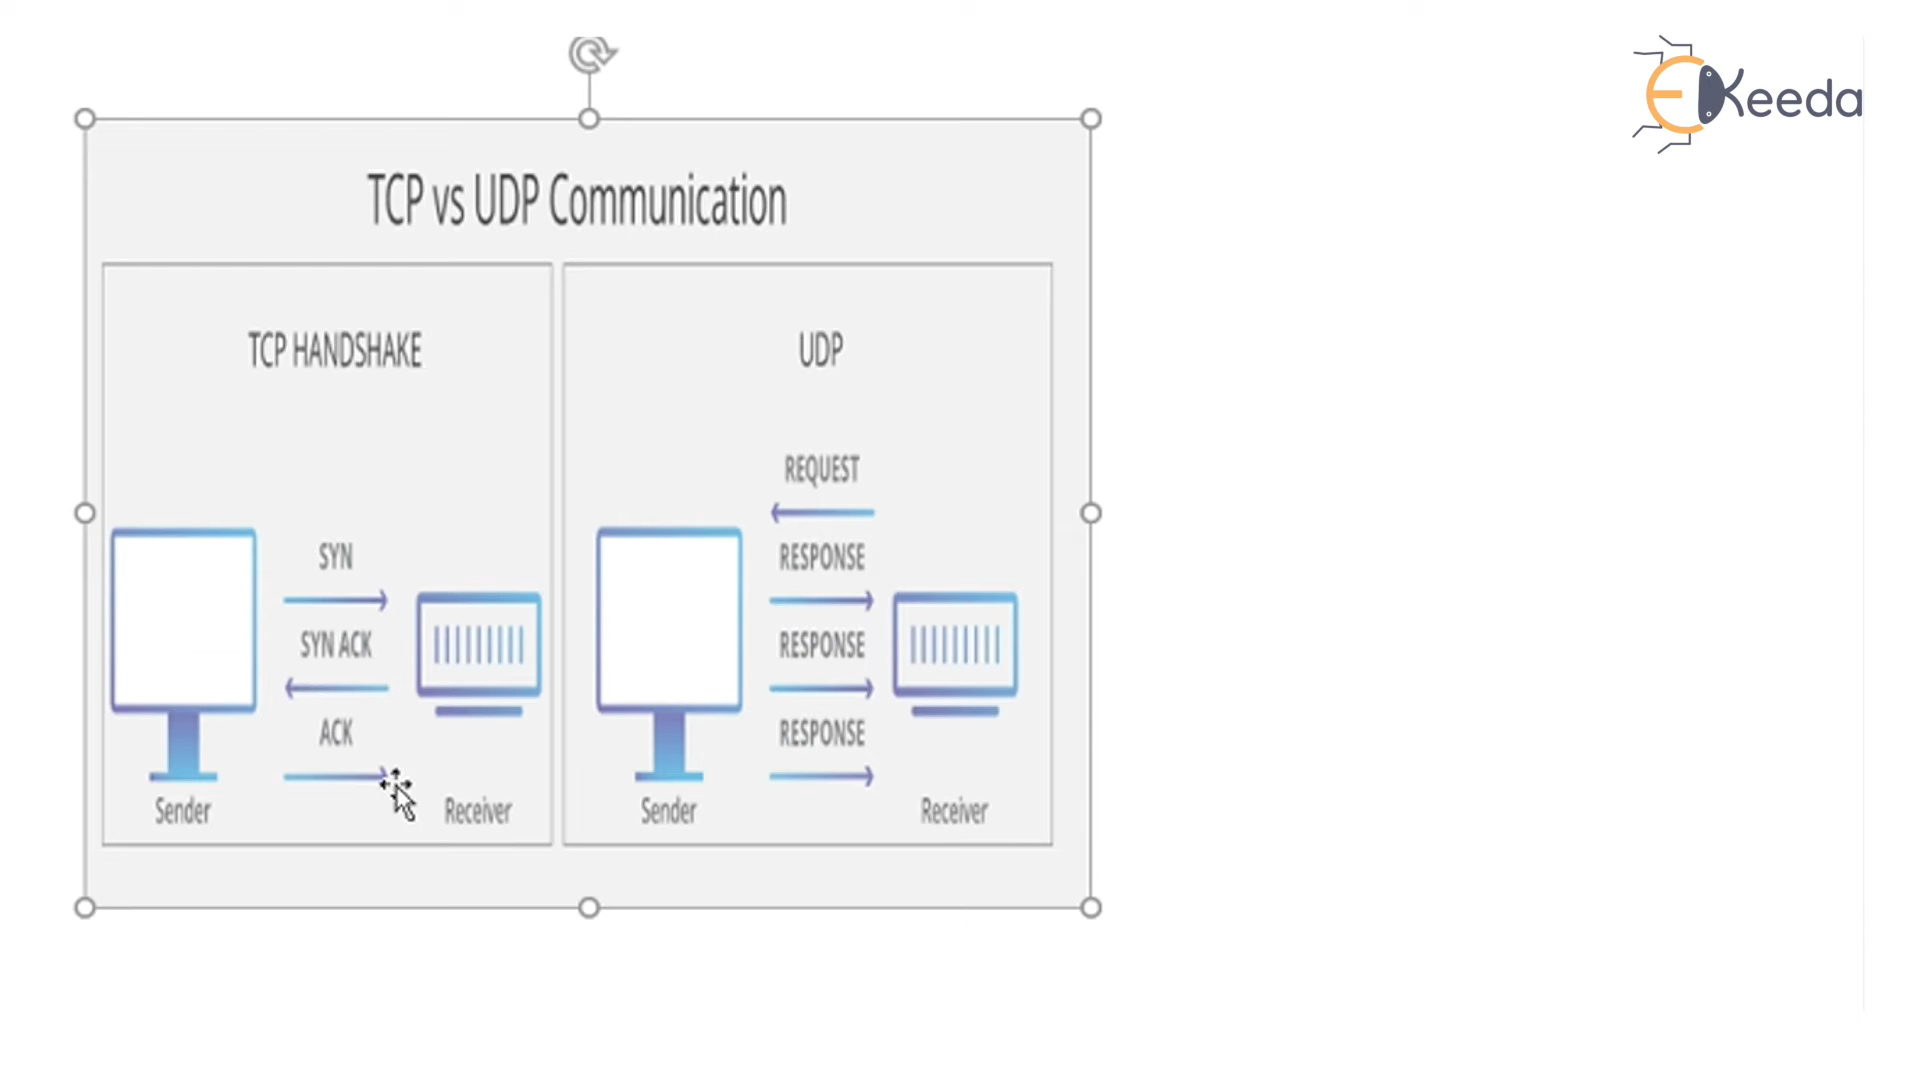 EKeeda
TCP vs UDP Communication
TCP HANDSHAKE
SYN
SYN ACK
ACK
Sender
Receiver
UDP
REQUEST
RESPONSE
RESPONSE
RESPONSE
Sender
Receiver